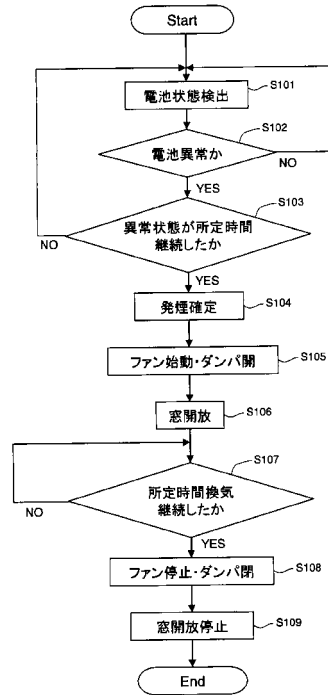 Start
S101
電池状態検出
S102
電池異常か
NO
YES
S103
異常状態が所定時間
継続したか
NO
YES
S104
発煙確定
S105
ファン始動・ダンパ開
S106
窓開放
S107
所定時間換気
継続したか
NO
YES
S108
ファン停止・ダンパ閉
S109
窓開放停止
End